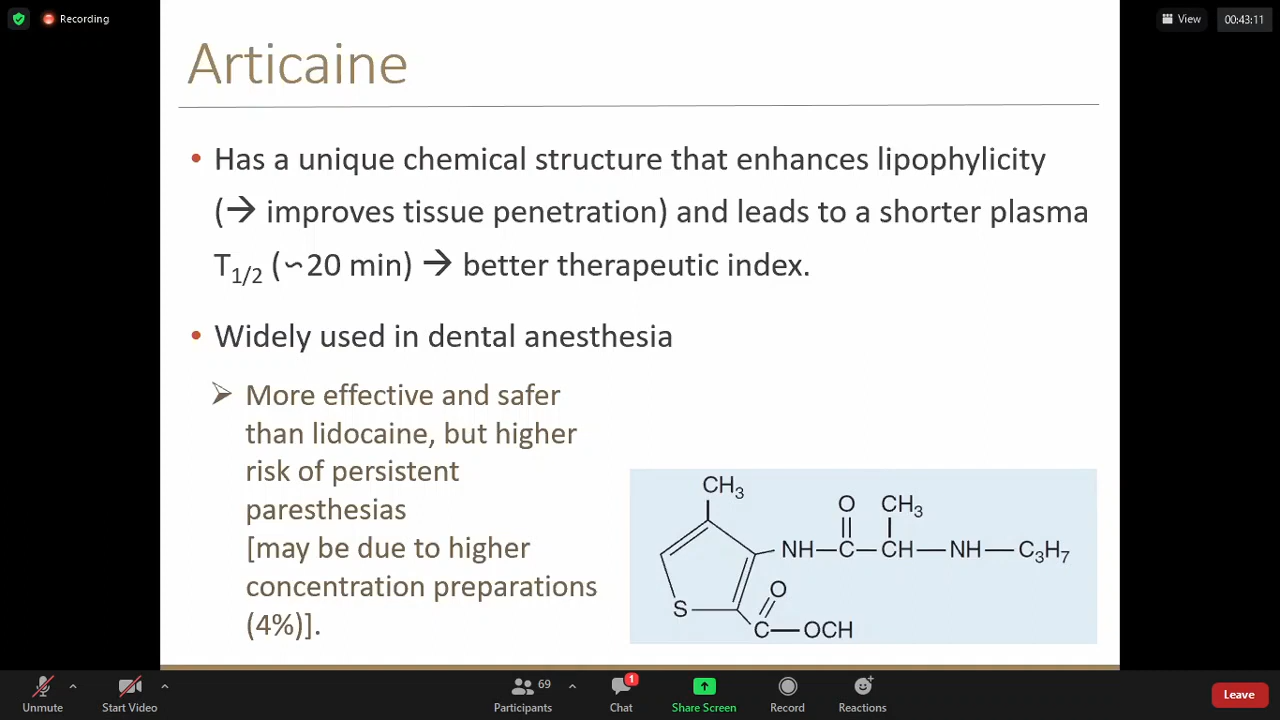 Recording
View
00:43:11
Articaine
• Has a unique chemical structure that enhances lipophylicity
(→ improves tissue penetration) and leads to a shorter plasma
T1/2 (∽20 min) → better therapeutic index.
• Widely used in dental anesthesia
➢ More effective and safer
than lidocaine, but higher
risk of persistent
paresthesias
[may be due to higher
concentration preparations
(4%)].
CH3
O CH3
NH—C—CH—NH—C3H7
O
S
C—OCH
69
1
Unmute
Start Video
Participants
Chat
Share Screen
Record
Reactions
Leave